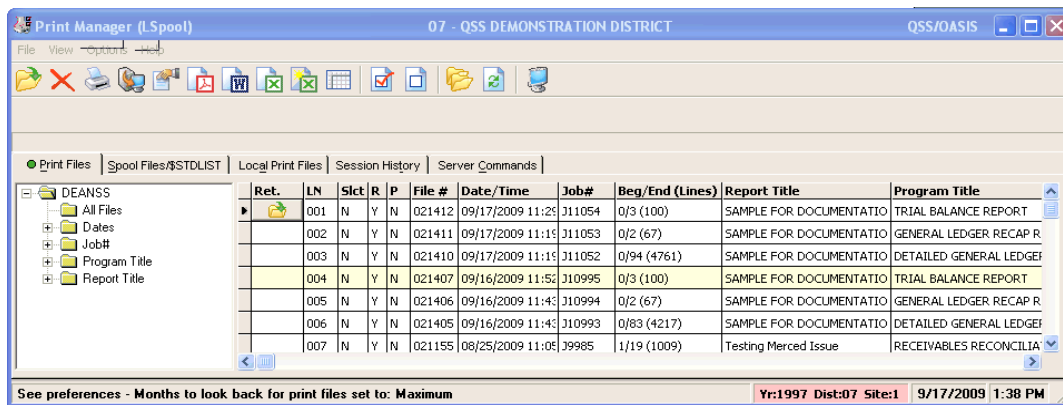 Print Manager (LSpool) 07 - QSS DEMONSTRATION DISTRICT QSS/OASIS
File View Options Help
Print Files Spool Files/$STDLIST Local Print Files Session History Server Commands
DEANSS
All Files
Dates
Job#
Program Title
Report Title
Ret. LN Slct R P File # Date/Time Job# Beg/End (Lines) Report Title Program Title
001 N Y N 021412 09/17/2009 11:29 J11054 0/3 (100) SAMPLE FOR DOCUMENTATIO TRIAL BALANCE REPORT
002 N Y N 021411 09/17/2009 11:19 J11053 0/2 (67) SAMPLE FOR DOCUMENTATIO GENERAL LEDGER RECAP R
003 N Y N 021410 09/17/2009 11:19 J11052 0/94 (4761) SAMPLE FOR DOCUMENTATIO DETAILED GENERAL LEDGER
004 N Y N 021407 09/16/2009 11:52 J10995 0/3 (100) SAMPLE FOR DOCUMENTATIO TRIAL BALANCE REPORT
005 N Y N 021406 09/16/2009 11:43 J10994 0/2 (67) SAMPLE FOR DOCUMENTATIO GENERAL LEDGER RECAP R
006 N Y N 021405 09/16/2009 11:43 J10993 0/83 (4217) SAMPLE FOR DOCUMENTATIO DETAILED GENERAL LEDGER
007 N Y N 021155 08/25/2009 11:05 J9985 1/19 (1009) Testing Merced Issue RECEIVABLES RECONCILIA
See preferences - Months to look back for print files set to: Maximum Yr:1997 Dist:07 Site:1 9/17/2009 1:38 PM